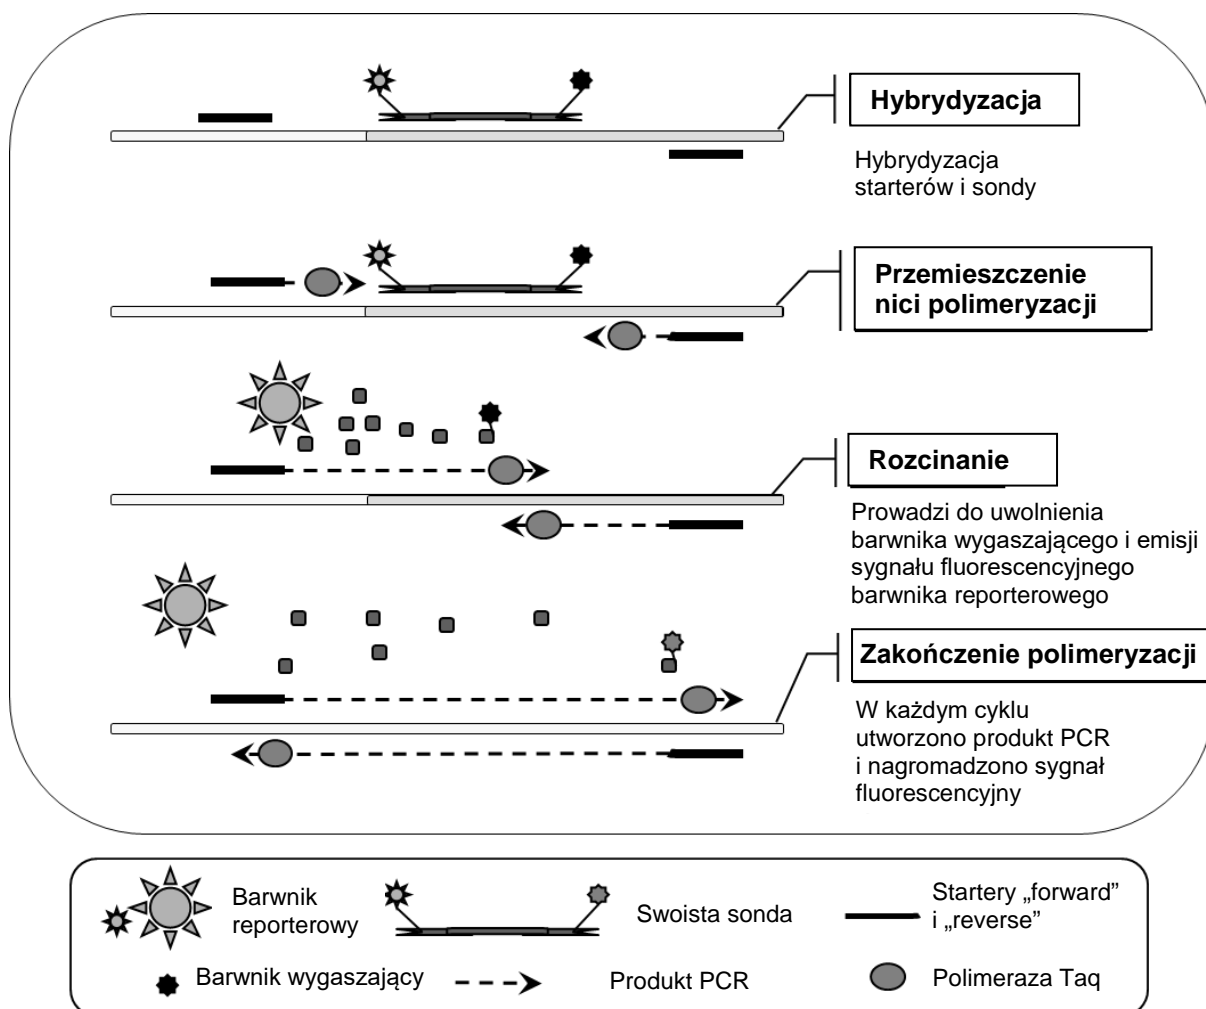 Hybrydyzacja
Hybrydyzacja
starterów i sondy
Przemieszczenie
nici polimeryzacji
Rozcinanie
Prowadzi do uwolnienia
barwnika wygaszającego i emisji
sygnału fluorescencyjnego
barwnika reporterowego
Zakończenie polimeryzacji
W każdym cyklu
utworzono produkt PCR
i nagromadzono sygnał
fluorescencyjny
Barwnik
reporterowy
Swoista sonda
Startery „forward”
i „reverse”
Barwnik wygaszający
Produkt PCR
Polimeraza Taq